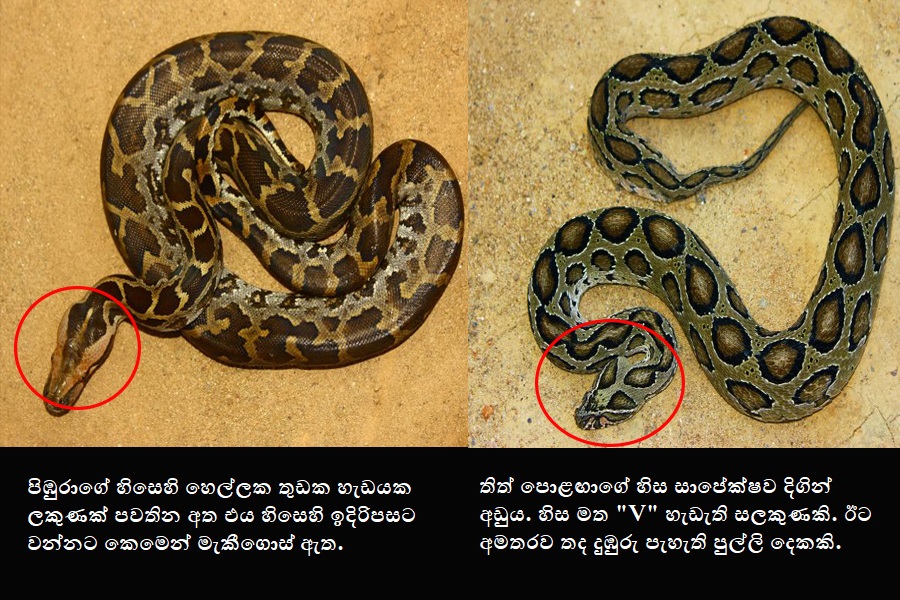 පිඹුරාගේ හිසෙහි හෙල්ලක තුඩක හැඩයක
ලකුණක් පවතින අත එය හිසෙහි ඉදිරිපසට
වන්නට කෙමෙන් මැකීගොස් ඇත.
තිත් පොළඟාගේ හිස සාපේක්ෂව දිගින්
අඩුය. හිස මත "V" හැඩැති සලකුණකි. ඊට
අමතරව තද දුඹුරු පැහැති පුල්ලි දෙකකි.